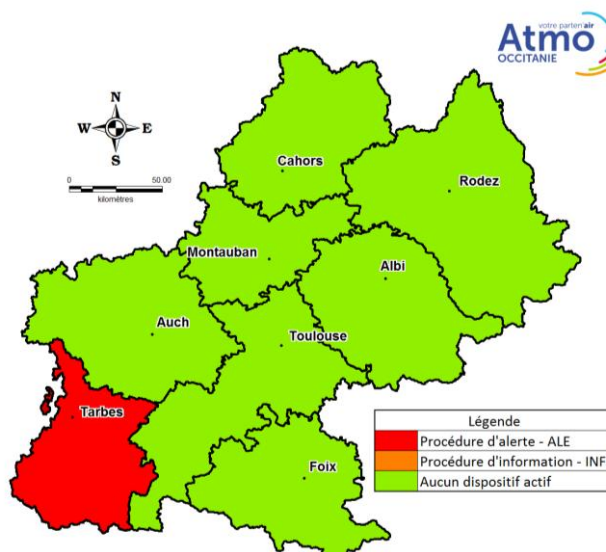 votre parten'air
Atmo
OCCITANIE
N
W E
S
0 50.00
kilomètres
Cahors
Rodez
Montauban
Albi
Auch
Toulouse
Tarbes
Foix
Légende
Procédure d'alerte - ALE
Procédure d'information - INF
Aucun dispositif actif